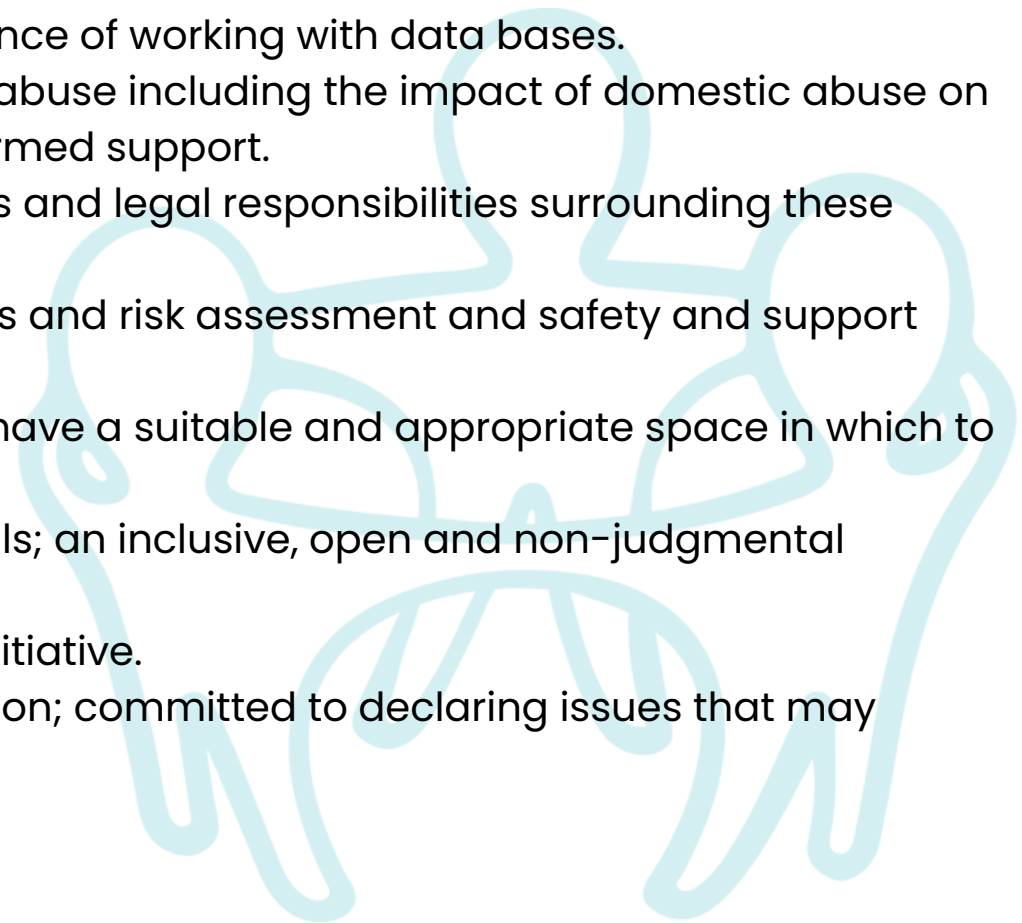 nce of working with data bases.
abuse including the impact of domestic abuse on
rmed support.
s and legal responsibilities surrounding these
s and risk assessment and safety and support
have a suitable and appropriate space in which to
ls; an inclusive, open and non-judgmental
itiative.
on; committed to declaring issues that may